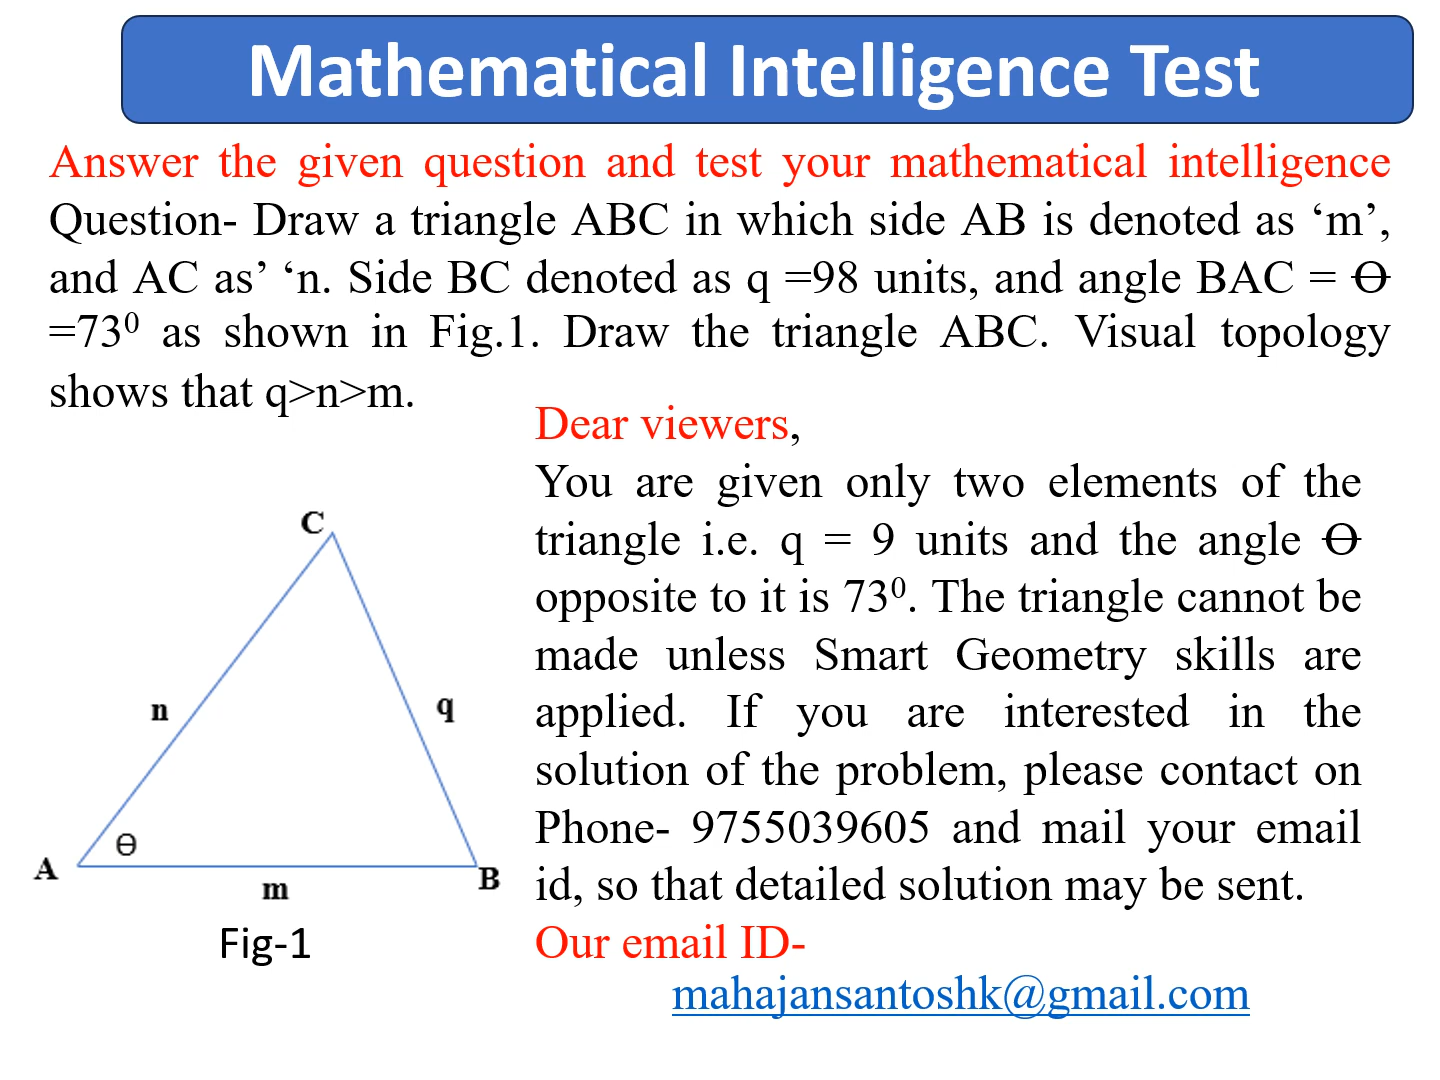 Mathematical Intelligence Test
Answer the given question and test your mathematical intelligence
Question- Draw a triangle ABC in which side AB is denoted as ‘m’,
and AC as’ ‘n. Side BC denoted as q =98 units, and angle BAC = Ɵ
=73⁰ as shown in Fig.1. Draw the triangle ABC. Visual topology
shows that q>n>m.
Dear viewers,
You are given only two elements of the
triangle i.e. q = 9 units and the angle Ɵ
opposite to it is 73⁰. The triangle cannot be
made unless Smart Geometry skills are
applied. If you are interested in the
solution of the problem, please contact on
Phone- 9755039605 and mail your email
id, so that detailed solution may be sent.
Our email ID-
mahajansantoshk@gmail.com
C
n
q
Ɵ
A
B
m
Fig-1